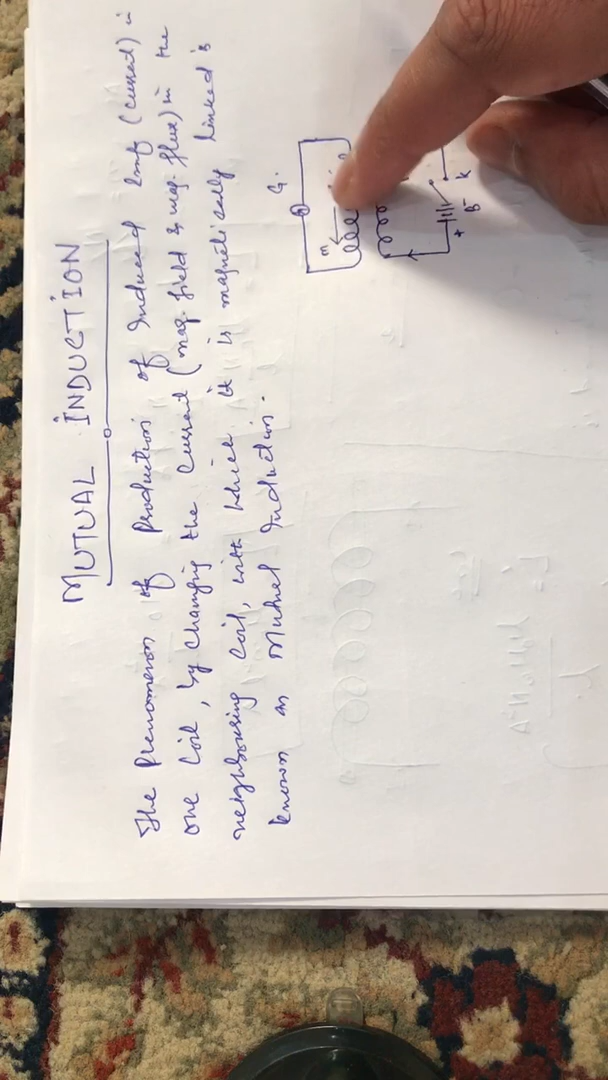 MUTUAL INDUCTION
The Phenomenon of Production of Induced Emf (current) in
one Coil, by changing the current (mag. field & mag. flux) in the
neighbouring Coil, with which it is magnetically linked is
known as Mutual Induction.
G.
m
+ B -
K